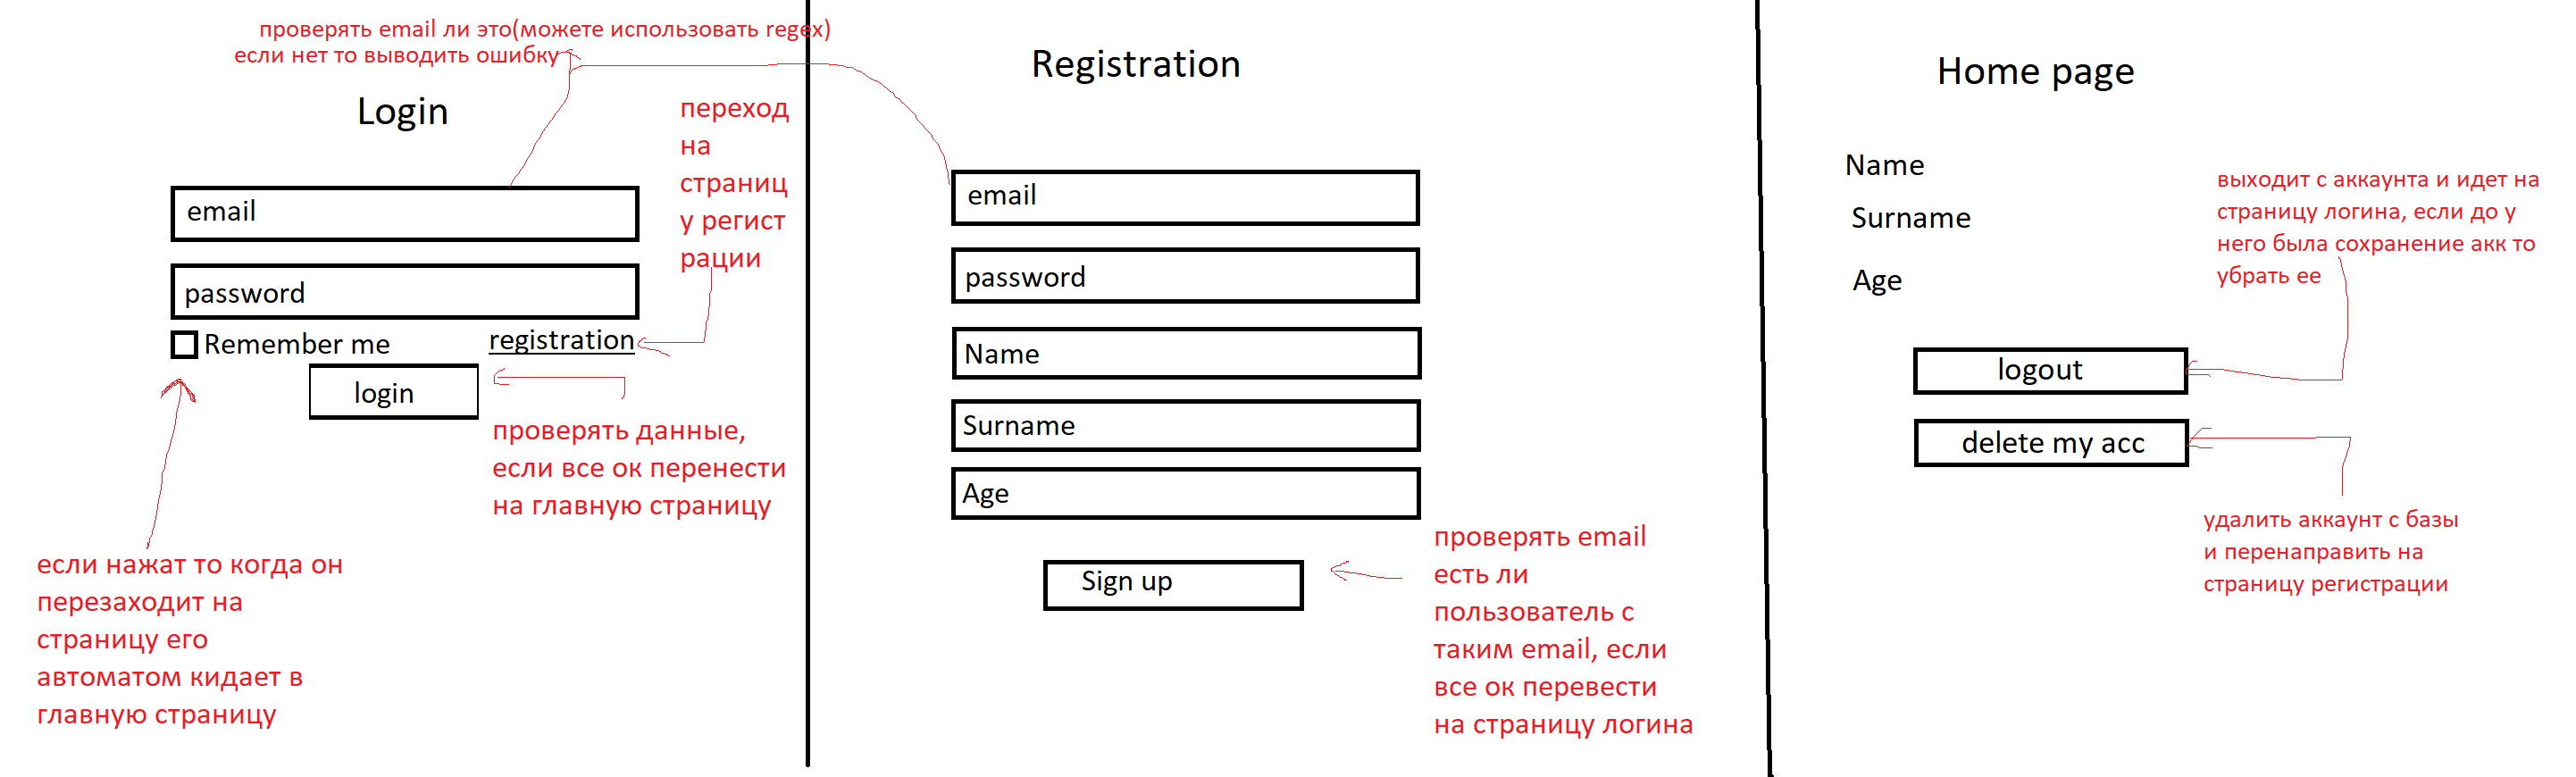 проверять email ли это(можете использовать regex)
если нет то выводить ошибку
Login
переход
на
страниц
у регист
рации
email
password
Remember me
registration
login
проверять данные,
если все ок перенести
на главную страницу
если нажат то когда он
перезаходит на
страницу его
автоматом кидает в
главную страницу
Registration
email
password
Name
Surname
Age
Sign up
проверять email
есть ли
пользователь с
таким email, если
все ок перевести
на страницу логина
Home page
Name
Surname
Age
выходит с аккаунта и идет на
страницу логина, если до у
него была сохранение акк то
убрать ее
logout
delete my acc
удалить аккаунт с базы
и перенаправить на
страницу регистрации